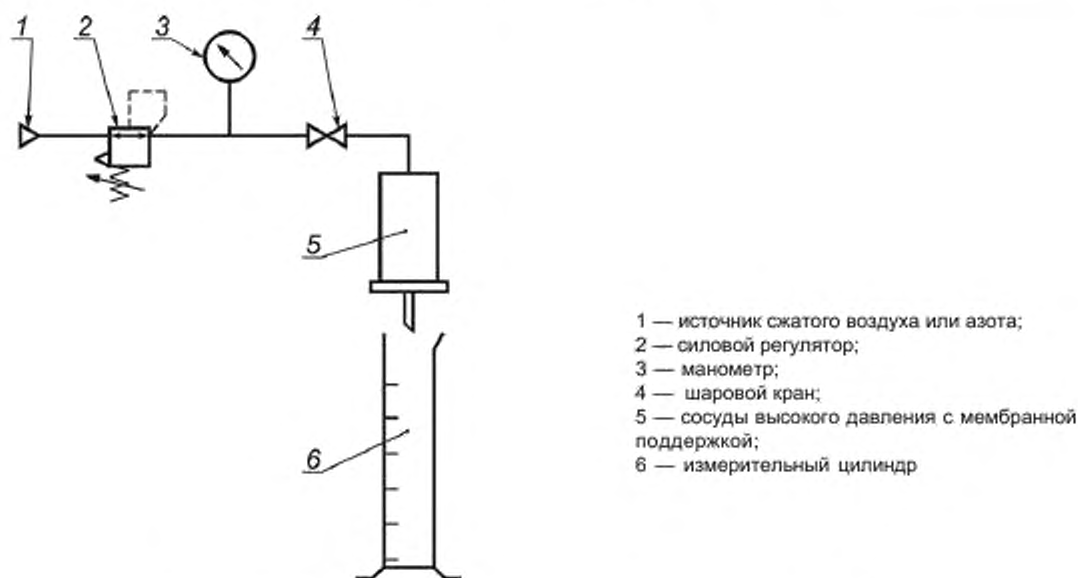 1 2 3 4
5
6
1 — источник сжатого воздуха или азота;
2 — силовой регулятор;
3 — манометр;
4 — шаровой кран;
5 — сосуды высокого давления с мембранной
поддержкой;
6 — измерительный цилиндр